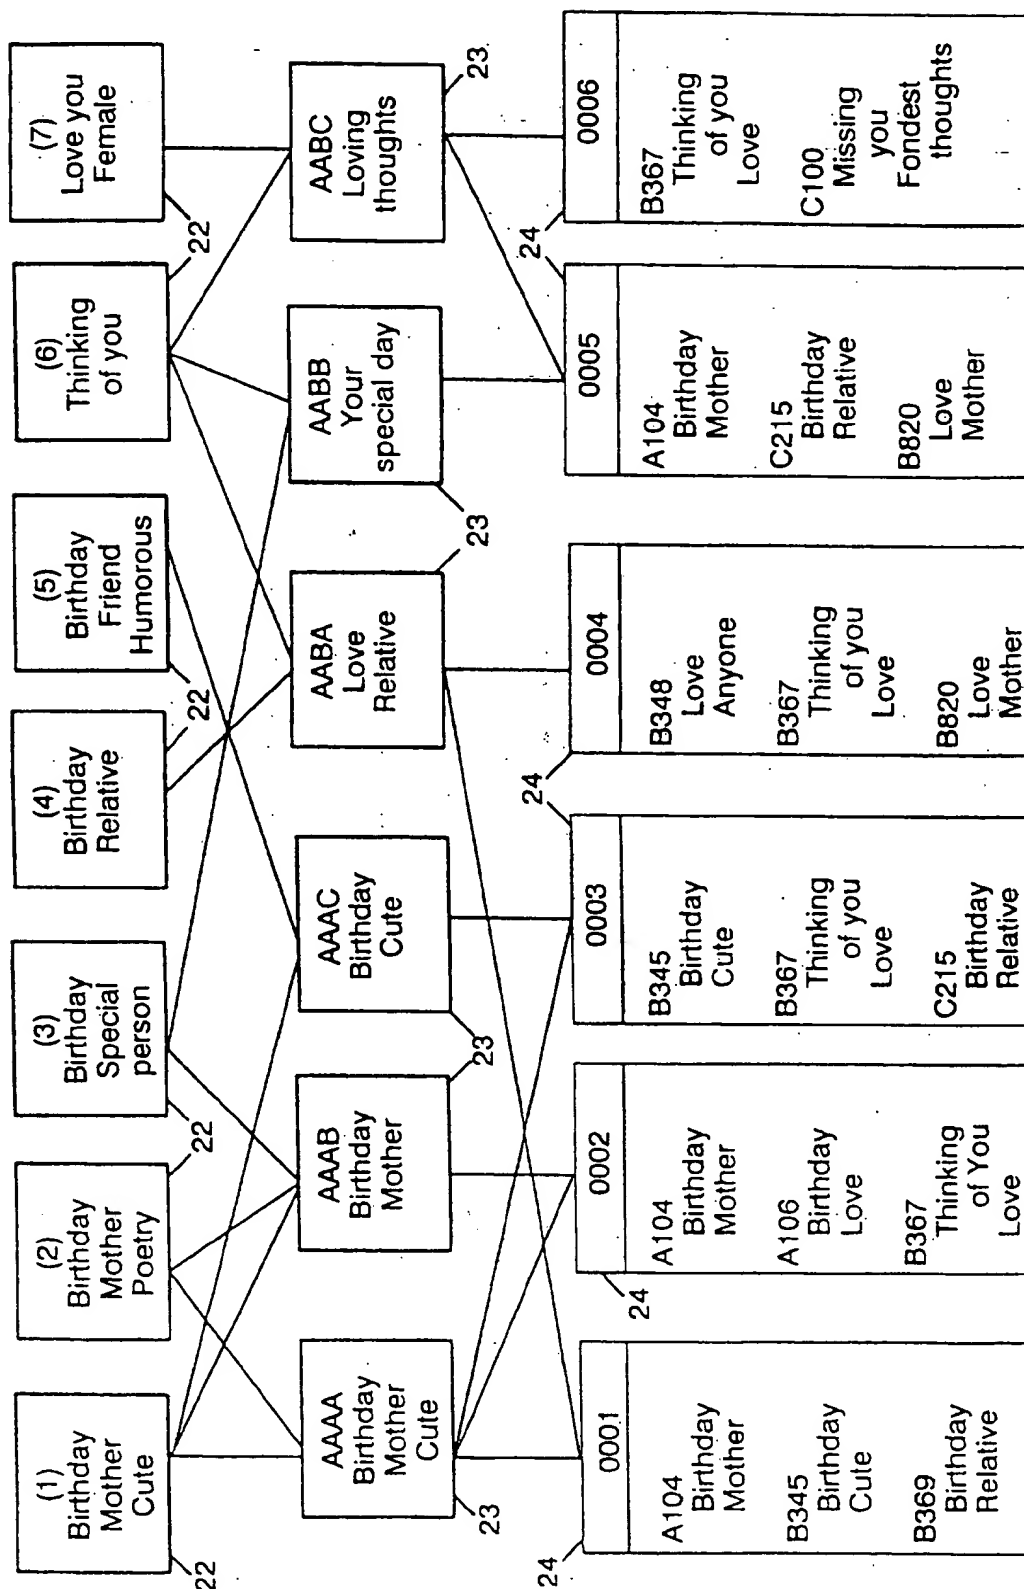 (1)
Birthday
Mother
Cute
(2)
Birthday
Mother
Poetry
(3)
Birthday
Special
person
(4)
Birthday
Relative
(5)
Birthday
Friend
Humorous
(6)
Thinking
of you
(7)
Love you
Female
22
22
22
22
22
AAAA
Birthday
Mother
Cute
AAAB
Birthday
Mother
AAAC
Birthday
Cute
AABA
Love
Relative
AABB
Your
special day
AABC
Loving
thoughts
23
23
23
23
0001
A104
Birthday
Mother
B345
Birthday
Cute
B369
Birthday
Relative
0002
A104
Birthday
Mother
A106
Birthday
Love
B367
Thinking
of You
Love
0003
B345
Birthday
Cute
B367
Thinking
of you
Love
C215
Birthday
Relative
0004
B348
Love
Anyone
B367
Thinking
of you
Love
B820
Love
Mother
0005
A104
Birthday
Mother
C215
Birthday
Relative
B820
Love
Mother
0006
B367
Thinking
of you
Love
C100
Missing
you
Fondest
thoughts
24
24
24
24